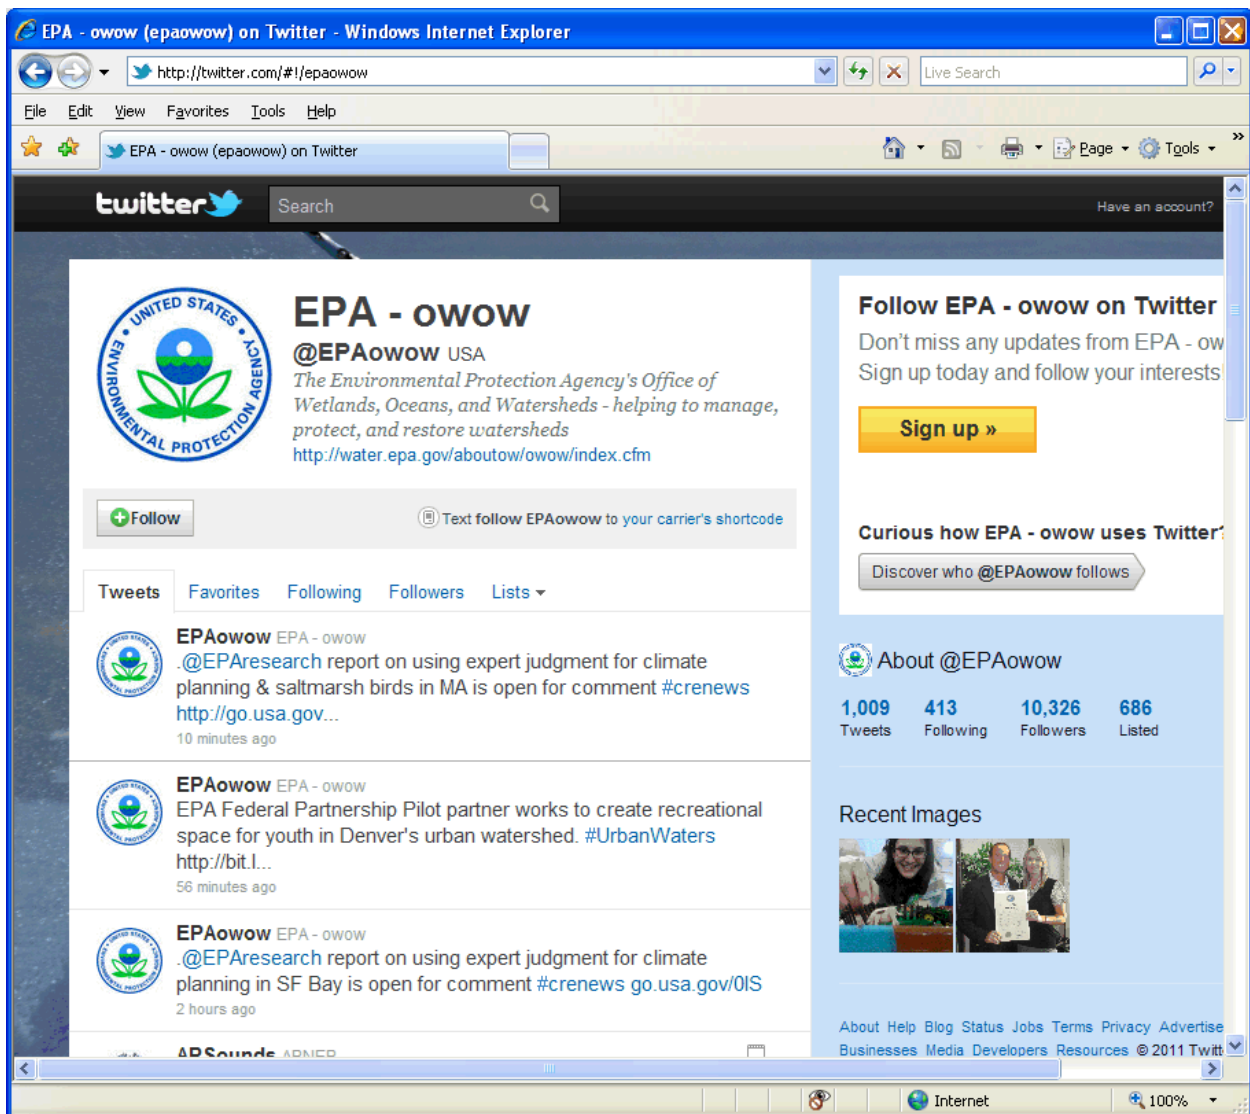 EPA - owow (epaowow) on Twitter - Windows Internet Explorer
http://twitter.com/#!/epaowow
Live Search
File Edit View Favorites Tools Help
EPA - owow (epaowow) on Twitter
Page Tools »
twitter
Search
Have an account?
UNITED STATES ENVIRONMENTAL PROTECTION AGENCY
EPA - owow
@EPAowow USA
The Environmental Protection Agency's Office of
Wetlands, Oceans, and Watersheds - helping to manage,
protect, and restore watersheds
http://water.epa.gov/aboutow/owow/index.cfm
Follow
Text follow EPAowow to your carrier's shortcode
Tweets Favorites Following Followers Lists
EPAowow EPA - owow
.@EPAresearch report on using expert judgment for climate
planning & saltmarsh birds in MA is open for comment #crenews
http://go.usa.gov...
10 minutes ago
EPAowow EPA - owow
EPA Federal Partnership Pilot partner works to create recreational
space for youth in Denver's urban watershed. #UrbanWaters
http://bit.l...
56 minutes ago
EPAowow EPA - owow
.@EPAresearch report on using expert judgment for climate
planning in SF Bay is open for comment #crenews go.usa.gov/0IS
2 hours ago
ARSounds
Follow EPA - owow on Twitter
Don't miss any updates from EPA - ow
Sign up today and follow your interests
Sign up »
Curious how EPA - owow uses Twitter?
Discover who @EPAowow follows
About @EPAowow
1,009 413 10,326 686
Tweets Following Followers Listed
Recent Images
About Help Blog Status Jobs Terms Privacy Advertise
Businesses Media Developers Resources © 2011 Twitt
Internet
100%